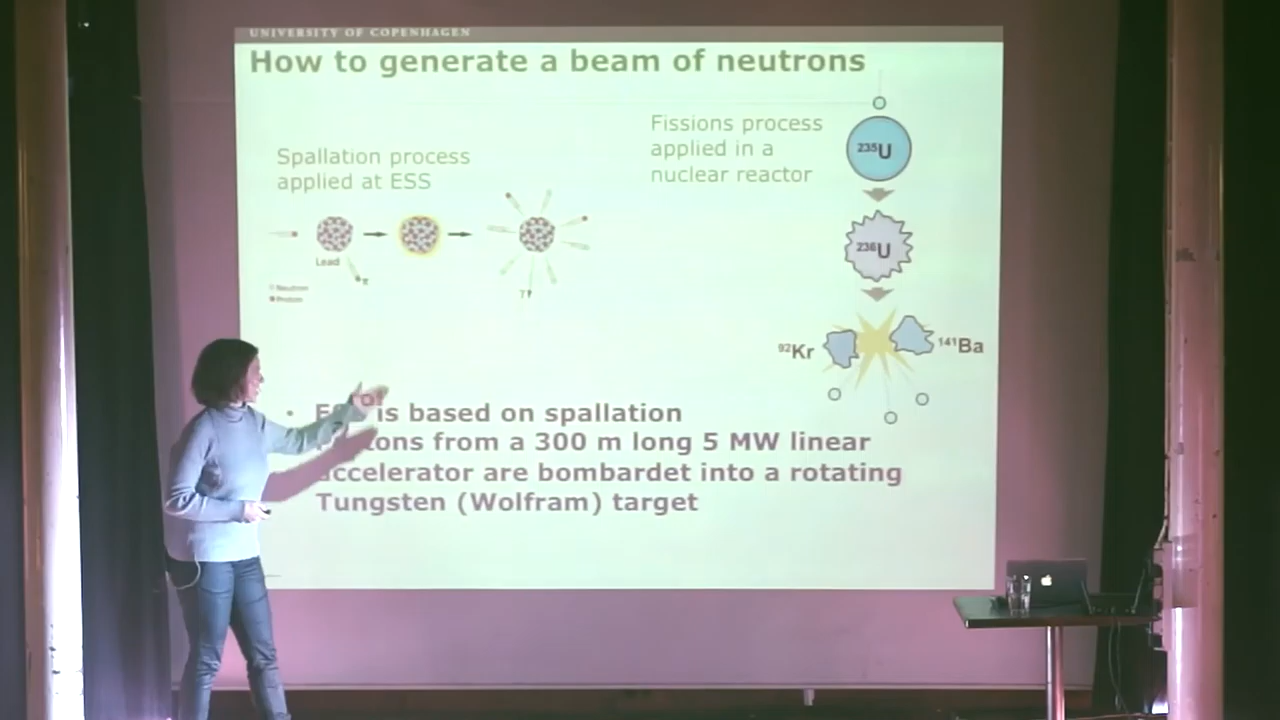 UNIVERSITY OF COPENHAGEN
How to generate a beam of neutrons
Spallation process
applied at ESS
Lead
π
Neutron
Proton
Fissions process
applied in a
nuclear reactor
235U
236U
92Kr
141Ba
• is based on spallation
from a 300 m long 5 MW linear
accelerator are bombardet into a rotating
Tungsten (Wolfram) target